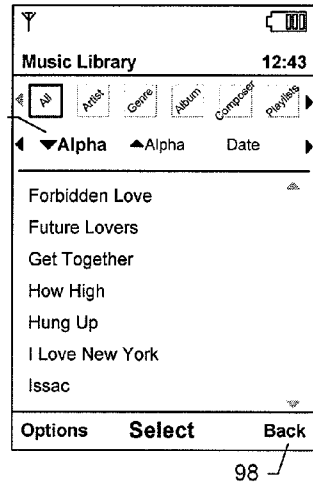 Music Library 12:43
All Artist Genre Album Composer Playlists
▼Alpha ▲Alpha Date
Forbidden Love
Future Lovers
Get Together
How High
Hung Up
I Love New York
Issac
Options Select Back
98